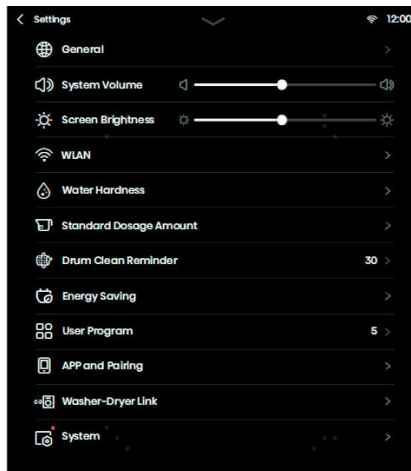 Settings 12:00
General
System Volume
Screen Brightness
WLAN
Water Hardness
Standard Dosage Amount
Drum Clean Reminder 30
Energy Saving
User Program 5
APP and Pairing
Washer-Dryer Link
System